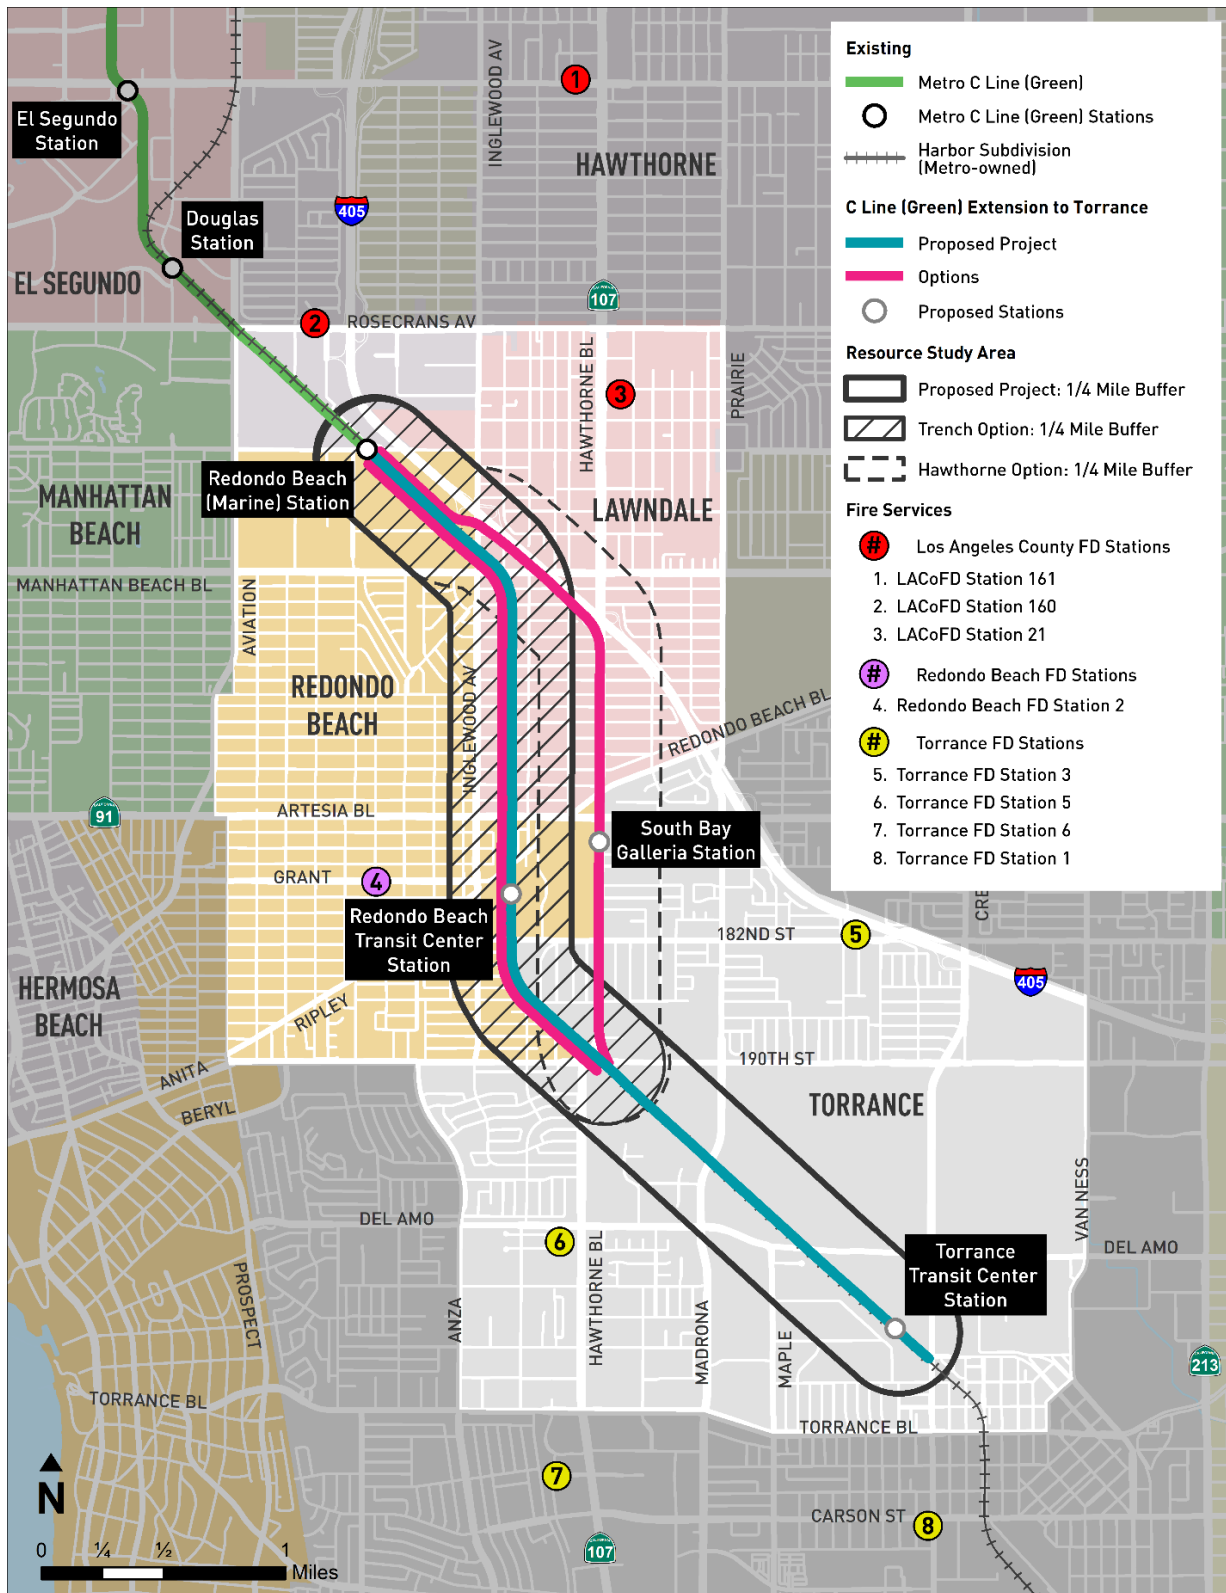 Existing
Metro C Line (Green)
Metro C Line (Green) Stations
Harbor Subdivision
(Metro-owned)
C Line (Green) Extension to Torrance
Proposed Project
Options
Proposed Stations
Resource Study Area
Proposed Project: 1/4 Mile Buffer
Trench Option: 1/4 Mile Buffer
Hawthorne Option: 1/4 Mile Buffer
Fire Services
# Los Angeles County FD Stations
1. LACoFD Station 161
2. LACoFD Station 160
3. LACoFD Station 21
# Redondo Beach FD Stations
4. Redondo Beach FD Station 2
# Torrance FD Stations
5. Torrance FD Station 3
6. Torrance FD Station 5
7. Torrance FD Station 6
8. Torrance FD Station 1
El Segundo
Station
INGLEWOOD AV
1
HAWTHORNE
405
Douglas
Station
EL SEGUNDO
107
2
ROSECRANS AV
HAWTHORNE BL
PRAIRIE
3
Redondo Beach
(Marine) Station
MANHATTAN
BEACH
LAWNDALE
MANHATTAN BEACH BL
AVIATION
REDONDO
BEACH
INGLEWOOD AV
REDONDO BEACH BL
91
ARTESIA BL
South Bay
Galleria Station
GRANT
4
Redondo Beach
Transit Center
Station
182ND ST
5
CRE
405
HERMOSA
BEACH
RIPLEY
190TH ST
ANITA
BERYL
TORRANCE
VAN NESS
DEL AMO
6
HAWTHORNE BL
Torrance
Transit Center
Station
DEL AMO
PROSPECT
ANZA
MADRONA
MAPLE
213
TORRANCE BL
TORRANCE BL
7
CARSON ST
8
107
N
0 1/4 1/2 1
Miles